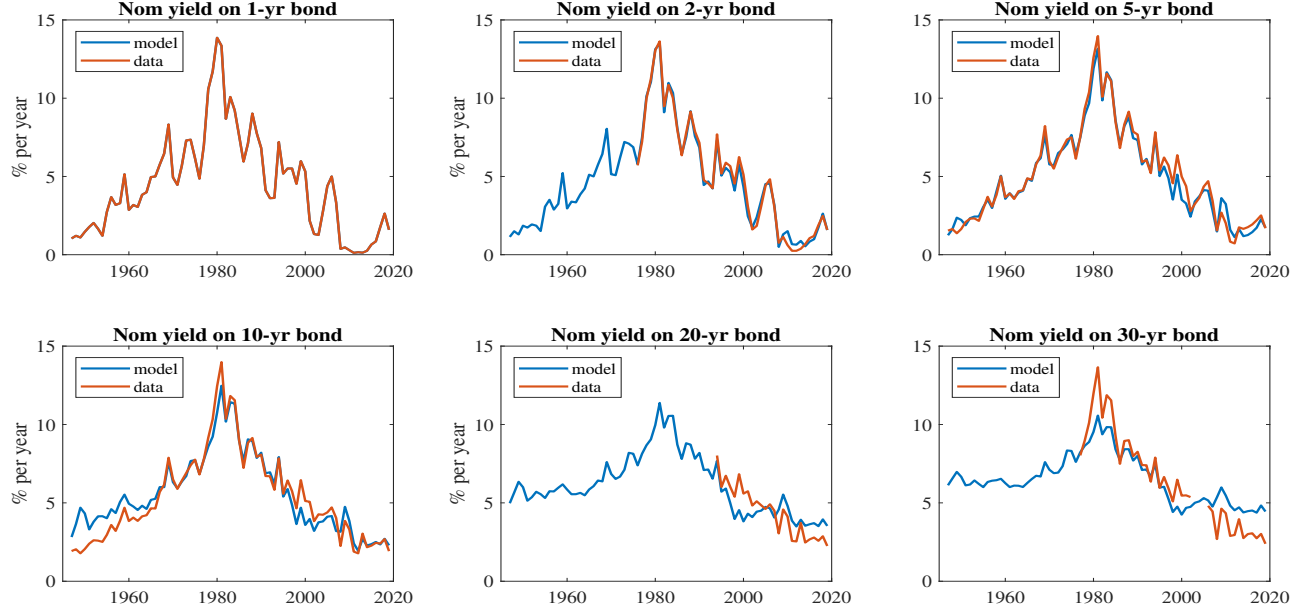 Nom yield on 1-yr bond
15
10
5
0
% per year
model
data
1960
1980
2000
2020
Nom yield on 2-yr bond
15
10
5
0
model
data
1960
1980
2000
2020
Nom yield on 5-yr bond
15
10
5
0
% per year
model
data
1960
1980
2000
2020
Nom yield on 10-yr bond
15
10
5
0
% per year
model
data
1960
1980
2000
2020
Nom yield on 20-yr bond
15
10
5
0
% per year
model
data
1960
1980
2000
2020
Nom yield on 30-yr bond
15
10
5
0
model
data
1960
1980
2000
2020